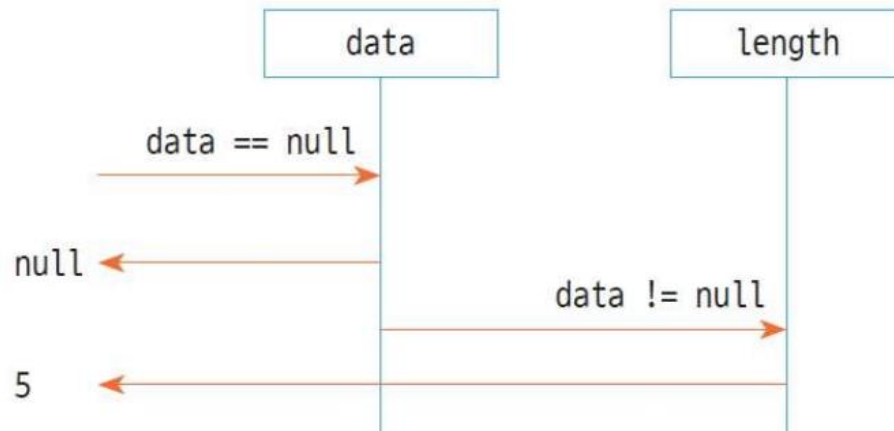 data
length
data == null
null
data != null
5